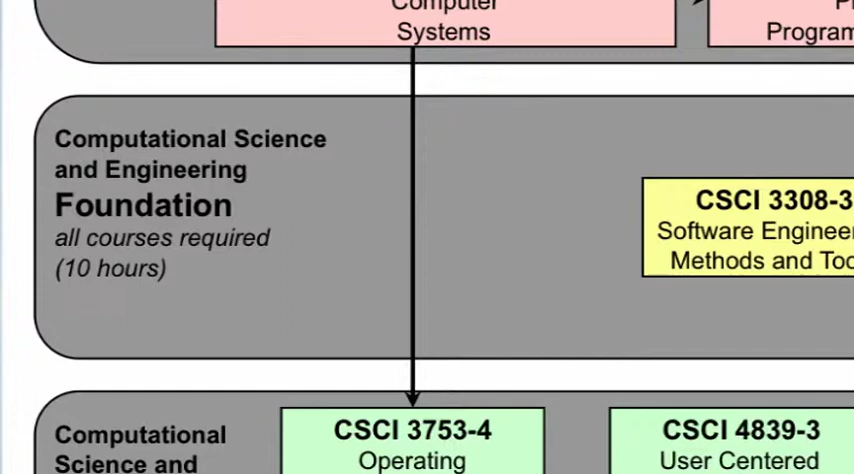 Computer
Systems
Program
Computational Science
and Engineering
Foundation
all courses required
(10 hours)
CSCI 3308-3
Software Engineer
Methods and Too
Computational
Science and
CSCI 3753-4
Operating
CSCI 4839-3
User Centered